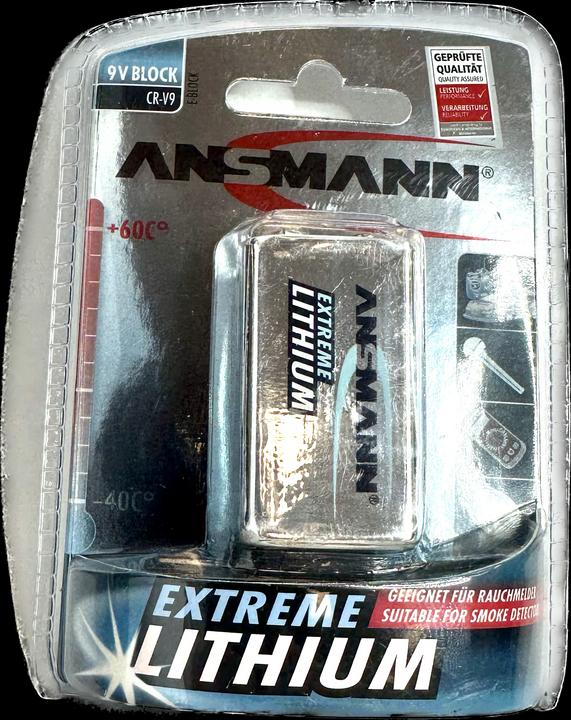 9V BLOCK
CR-V9
E-BLOCK
GEPRÜFTE
QUALITÄT
QUALITY ASSURED
LEISTUNG
PERFORMANCE
VERARBEITUNG
RELIABILITY
ANSMANN®
+60C°
-40C°
ANSMANN®
EXTREME
LITHIUM
EXTREME
LITHIUM
GEEIGNET FÜR RAUCHMELDER
SUITABLE FOR SMOKE DETECTO